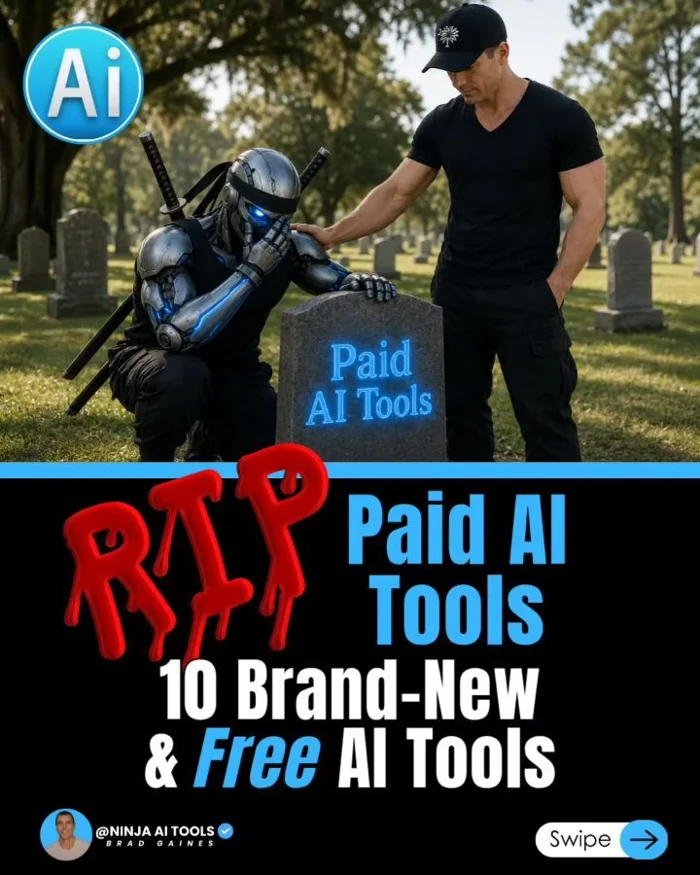 Ai
Paid
AI Tools
RIP
Paid AI
Tools
10 Brand-New
& Free AI Tools
@NINJA AI TOOLS
BRAD GAINES
Swipe